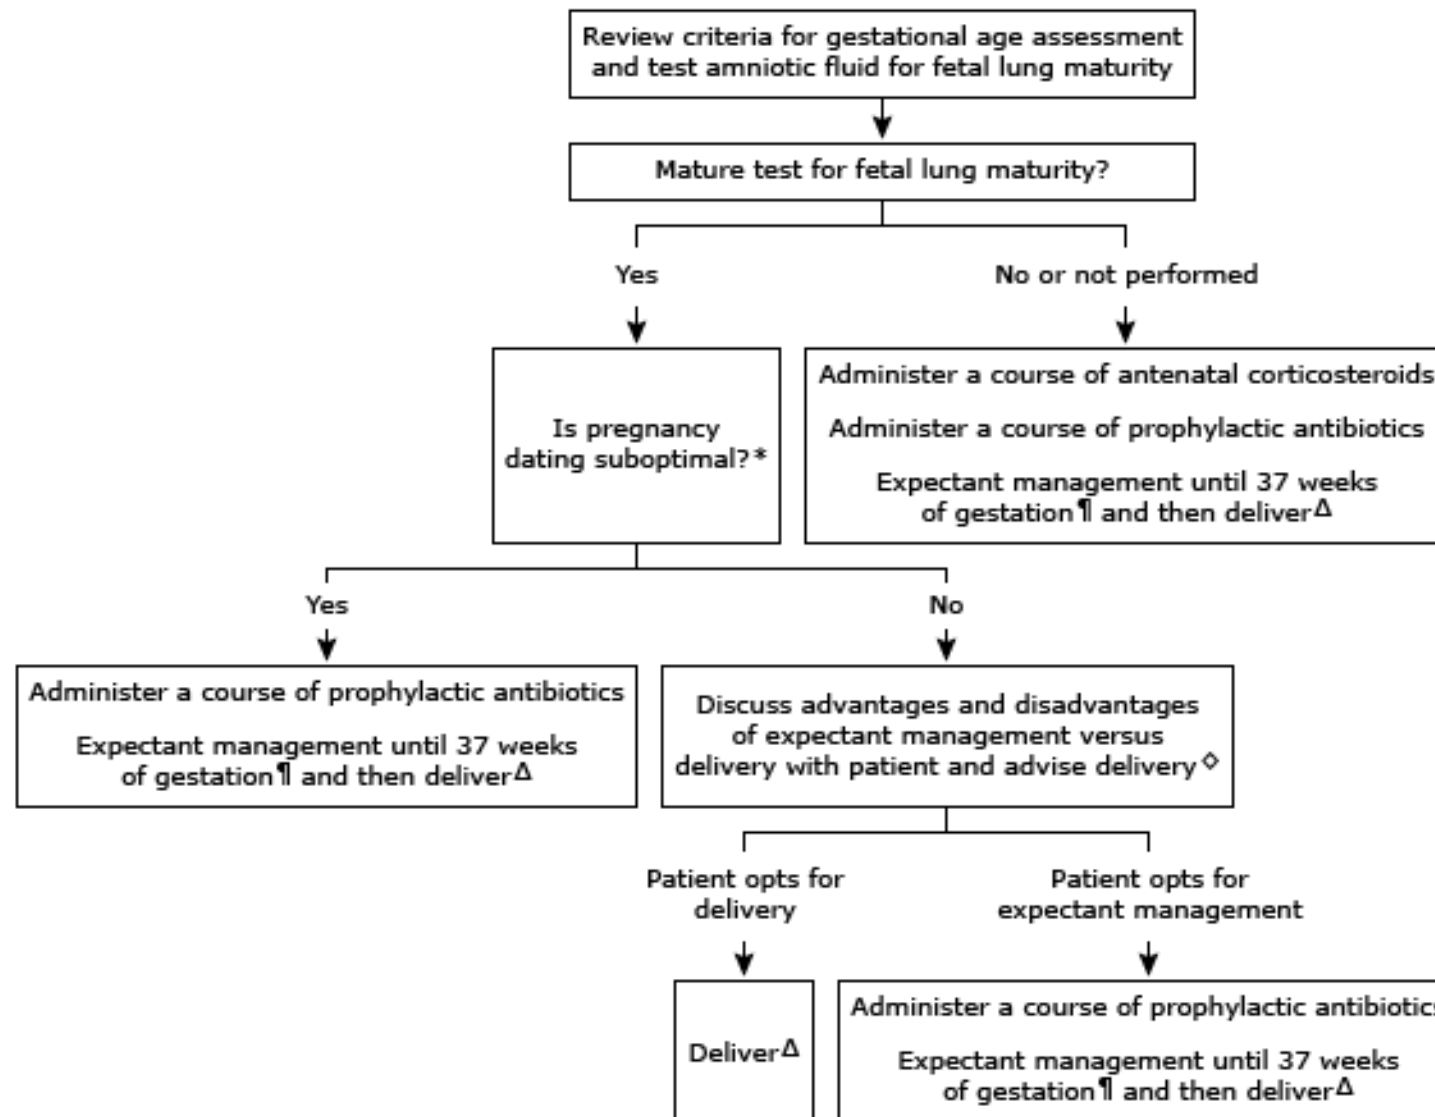 Review criteria for gestational age assessment
and test amniotic fluid for fetal lung maturity
Mature test for fetal lung maturity?
Yes
No or not performed
Is pregnancy
dating suboptimal?*
Administer a course of antenatal corticosteroids
Administer a course of prophylactic antibiotics
Expectant management until 37 weeks
of gestation¶ and then deliverΔ
Yes
No
Administer a course of prophylactic antibiotics
Expectant management until 37 weeks
of gestation¶ and then deliverΔ
Discuss advantages and disadvantages
of expectant management versus
delivery with patient and advise delivery◇
Patient opts for
delivery
Patient opts for
expectant management
DeliverΔ
Administer a course of prophylactic antibiotics
Expectant management until 37 weeks
of gestation¶ and then deliverΔ